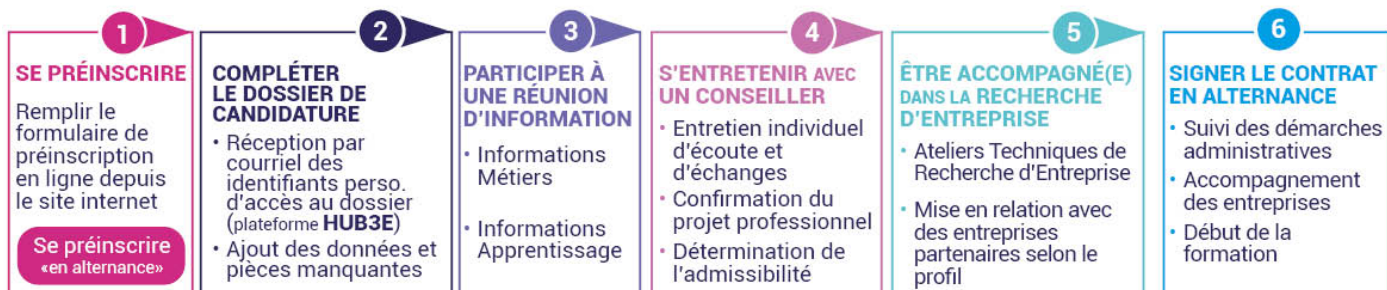 1
SE PRÉINSCRIRE
Remplir le
formulaire de
préinscription
en ligne depuis
le site internet
Se préinscrire
«en alternance»
2
COMPLÉTER
LE DOSSIER DE
CANDIDATURE
• Réception par
courriel des
identifiants perso.
d'accès au dossier
(plateforme HUB3E)
• Ajout des données et
pièces manquantes
3
PARTICIPER À
UNE RÉUNION
D'INFORMATION
• Informations
Métiers
• Informations
Apprentissage
4
S'ENTRETENIR AVEC
UN CONSEILLER
• Entretien individuel
d'écoute et
d'échanges
• Confirmation du
projet professionnel
• Détermination de
l'admissibilité
5
ÊTRE ACCOMPAGNÉ(E)
DANS LA RECHERCHE
D'ENTREPRISE
• Ateliers Techniques de
Recherche d'Entreprise
• Mise en relation avec
des entreprises
partenaires selon le
profil
6
SIGNER LE CONTRAT
EN ALTERNANCE
• Suivi des démarches
administratives
• Accompagnement
des entreprises
• Début de la
formation